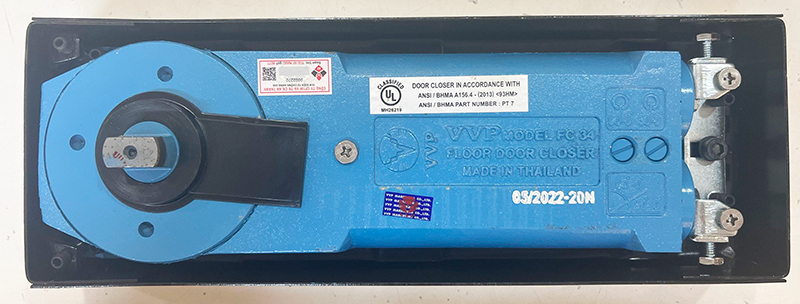 CLASSIFIED
UL
MH26219
DOOR CLOSER IN ACCORDANCE WITH
ANSI / BHMA A156.4 - (2013) <93HM>
ANSI / BHMA PART NUMBER : PT 7
VVP
VVP MODEL FC 34
FLOOR DOOR CLOSER
MADE IN THAILAND
05/2022-20N